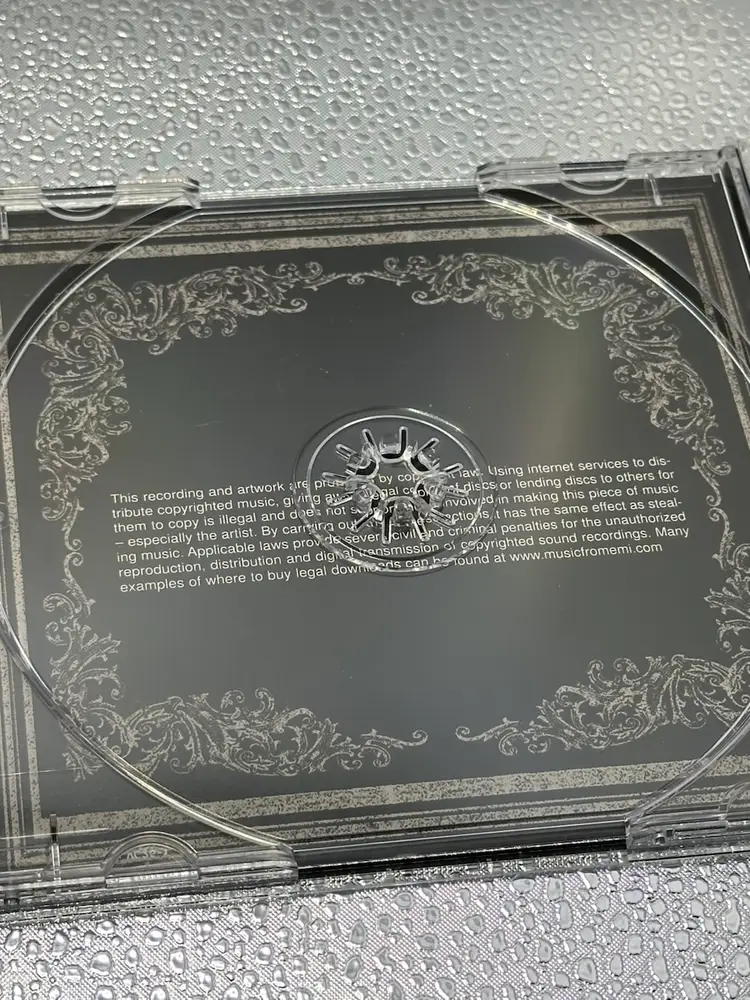 This recording and artwork are protected by copyright law. Using internet services to dis-
tribute copyrighted music, giving away illegal copies of discs or lending discs to others for
them to copy is illegal and does not support those involved in making this piece of music
– especially the artist. By carrying out any of these actions it has the same effect as steal-
ing music. Applicable laws provide severe civil and criminal penalties for the unauthorized
reproduction, distribution and digital transmission of copyrighted sound recordings. Many
examples of where to buy legal downloads can be found at www.musicfromemi.com